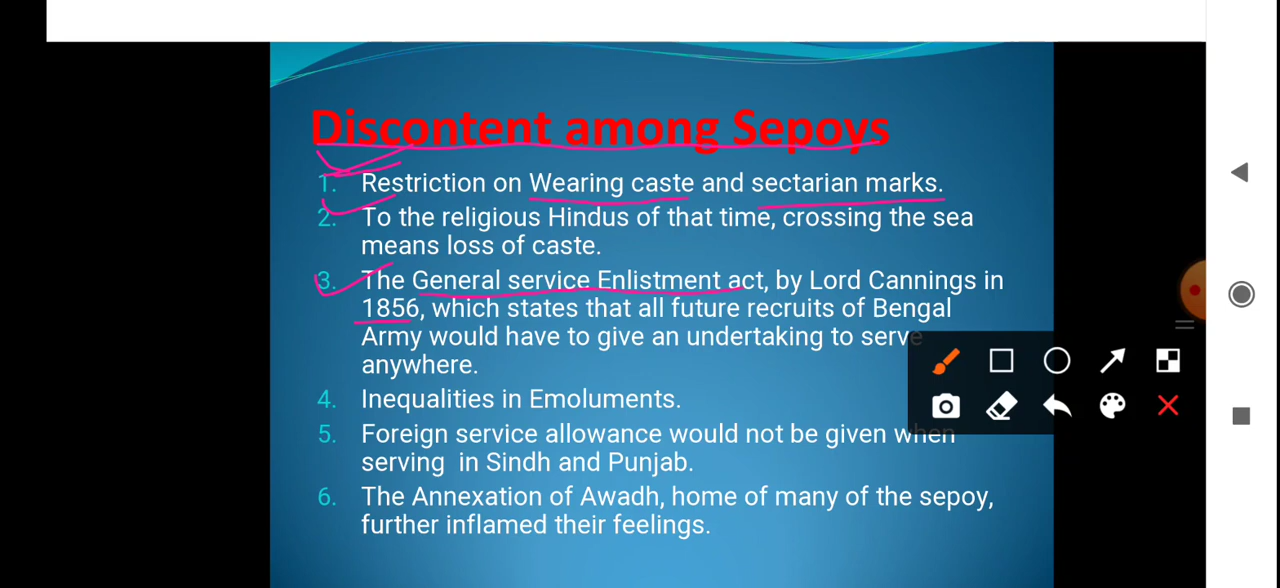 Discontent among Sepoys
1. Restriction on Wearing caste and sectarian marks.
2. To the religious Hindus of that time, crossing the sea
means loss of caste.
3. The General service Enlistment act, by Lord Cannings in
1856, which states that all future recruits of Bengal
Army would have to give an undertaking to serve
anywhere.
4. Inequalities in Emoluments.
5. Foreign service allowance would not be given when
serving in Sindh and Punjab.
6. The Annexation of Awadh, home of many of the sepoy,
further inflamed their feelings.